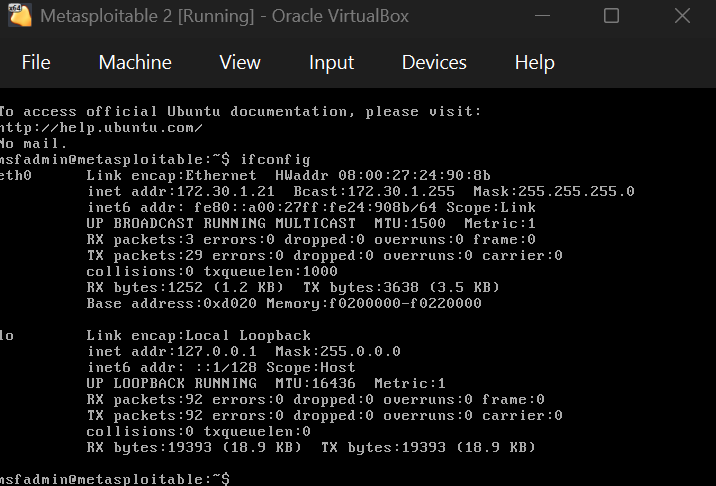 x64 Metasploitable 2 [Running] - Oracle VirtualBox
File Machine View Input Devices Help
To access official Ubuntu documentation, please visit:
http://help.ubuntu.com/
No mail.
msfadmin@metasploitable:~$ ifconfig
eth0 Link encap:Ethernet HWaddr 08:00:27:24:90:8b
inet addr:172.30.1.21 Bcast:172.30.1.255 Mask:255.255.255.0
inet6 addr: fe80::a00:27ff:fe24:908b/64 Scope:Link
UP BROADCAST RUNNING MULTICAST MTU:1500 Metric:1
RX packets:3 errors:0 dropped:0 overruns:0 frame:0
TX packets:29 errors:0 dropped:0 overruns:0 carrier:0
collisions:0 txqueuelen:1000
RX bytes:1252 (1.2 KB) TX bytes:3638 (3.5 KB)
Base address:0xd020 Memory:f0200000-f0220000
lo Link encap:Local Loopback
inet addr:127.0.0.1 Mask:255.0.0.0
inet6 addr: ::1/128 Scope:Host
UP LOOPBACK RUNNING MTU:16436 Metric:1
RX packets:92 errors:0 dropped:0 overruns:0 frame:0
TX packets:92 errors:0 dropped:0 overruns:0 carrier:0
collisions:0 txqueuelen:0
RX bytes:19393 (18.9 KB) TX bytes:19393 (18.9 KB)
msfadmin@metasploitable:~$